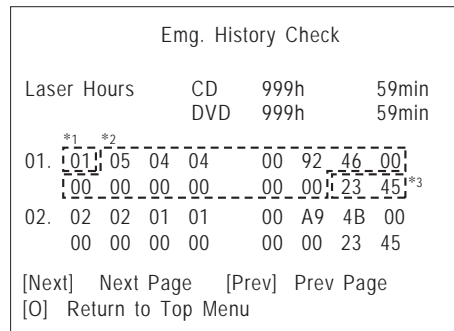 Emg. History Check
Laser Hours CD 999h 59min
DVD 999h 59min
*1 *2
01. 01 05 04 04 00 92 46 00
00 00 00 00 00 00 23 45 *3
02. 02 02 01 01 00 A9 4B 00
00 00 00 00 00 00 23 45
[Next] Next Page [Prev] Prev Page
[O] Return to Top Menu